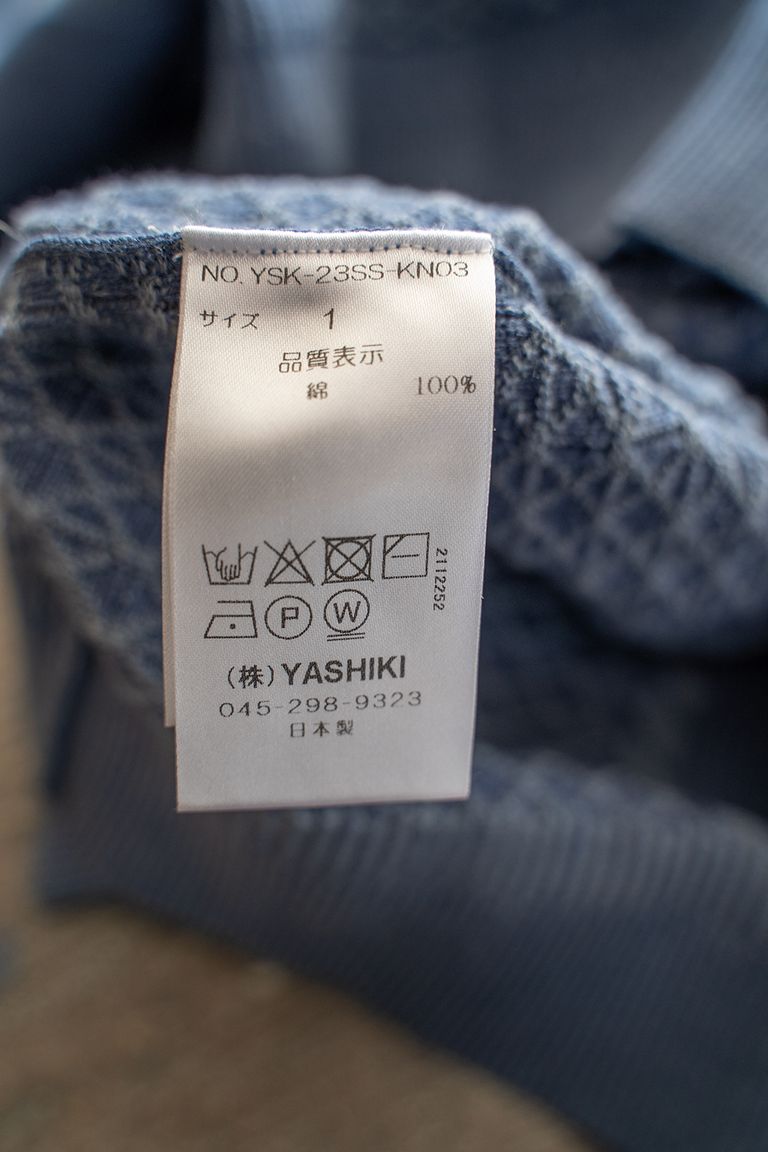 NO. YSK-23SS-KN03
サイズ 1
品質表示
綿 100%
2112252
P W
(株)YASHIKI
045-298-9323
日本製